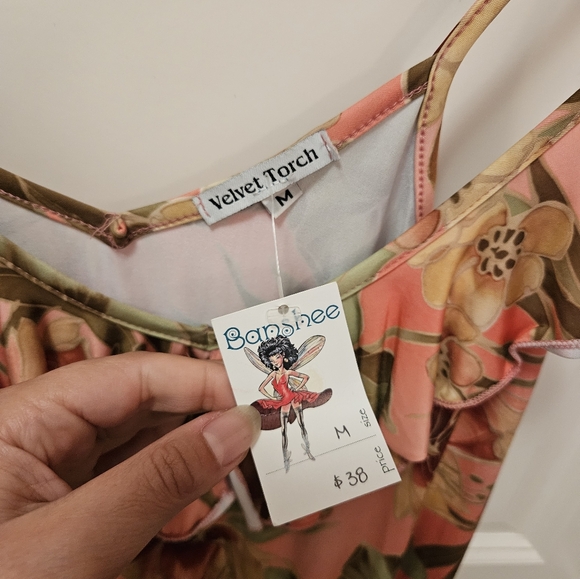 Velvet Torch
M
Banshee
M
size
$38
price